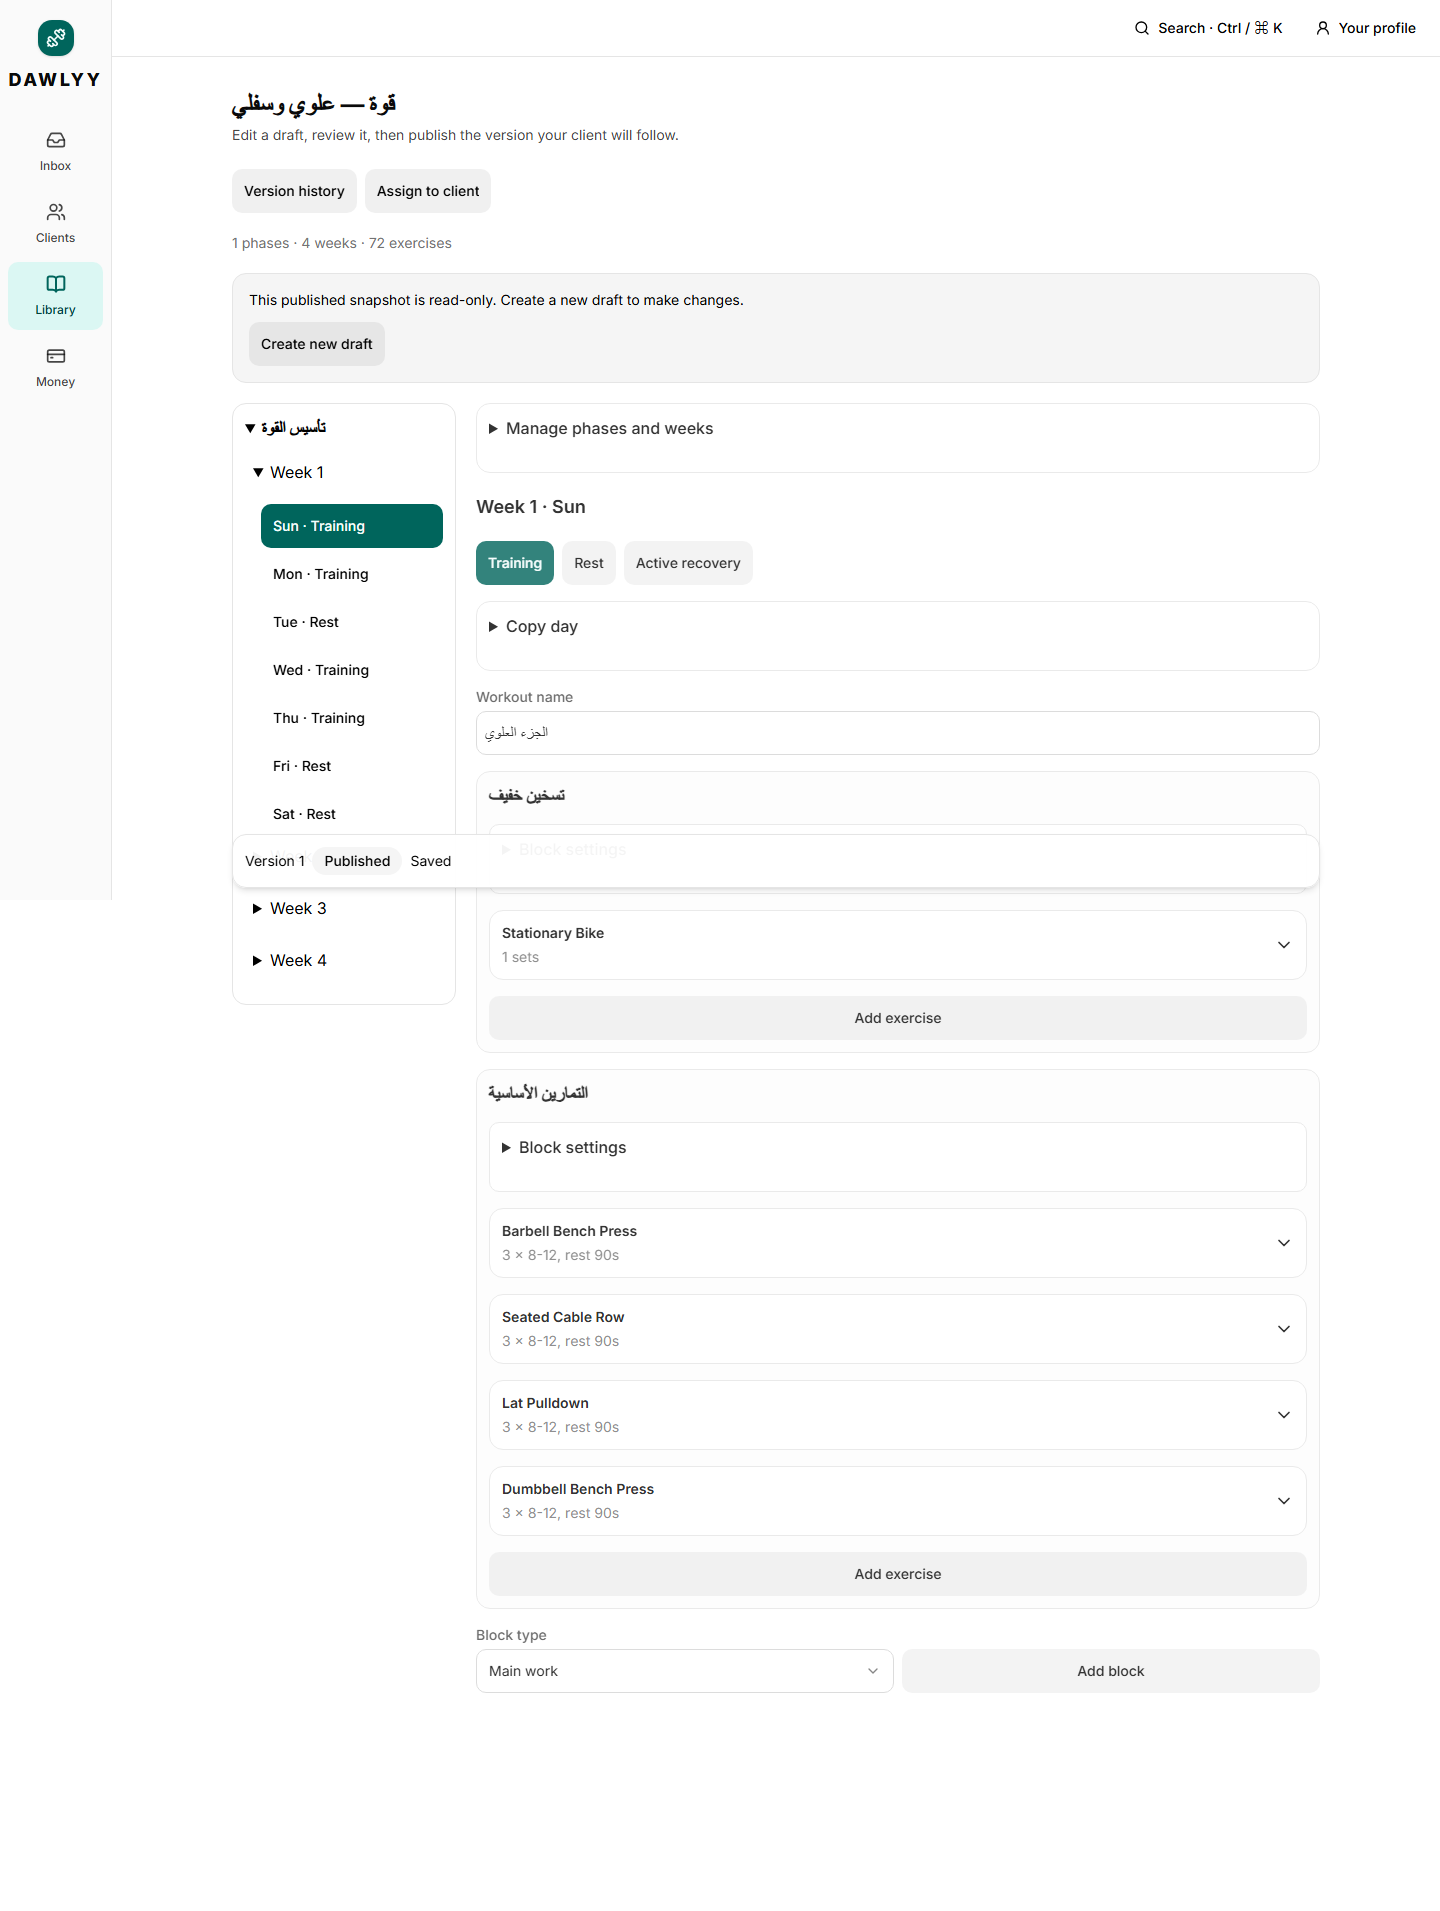 DAWLYY
Inbox
Clients
Library
Money
Search · Ctrl / ⌘ K
Your profile
قوة — علوي وسفلي
Edit a draft, review it, then publish the version your client will follow.
Version history
Assign to client
1 phases · 4 weeks · 72 exercises
This published snapshot is read-only. Create a new draft to make changes.
Create new draft
تأسيس القوة
Week 1
Sun · Training
Mon · Training
Tue · Rest
Wed · Training
Thu · Training
Fri · Rest
Sat · Rest
Week 3
Week 4
Manage phases and weeks
Week 1 · Sun
Training
Rest
Active recovery
Copy day
Workout name
الجزء العلوي
تسخين خفيف
Block settings
Version 1
Published
Saved
Stationary Bike
1 sets
Add exercise
التمارين الأساسية
Block settings
Barbell Bench Press
3 × 8-12, rest 90s
Seated Cable Row
3 × 8-12, rest 90s
Lat Pulldown
3 × 8-12, rest 90s
Dumbbell Bench Press
3 × 8-12, rest 90s
Add exercise
Block type
Main work
Add block